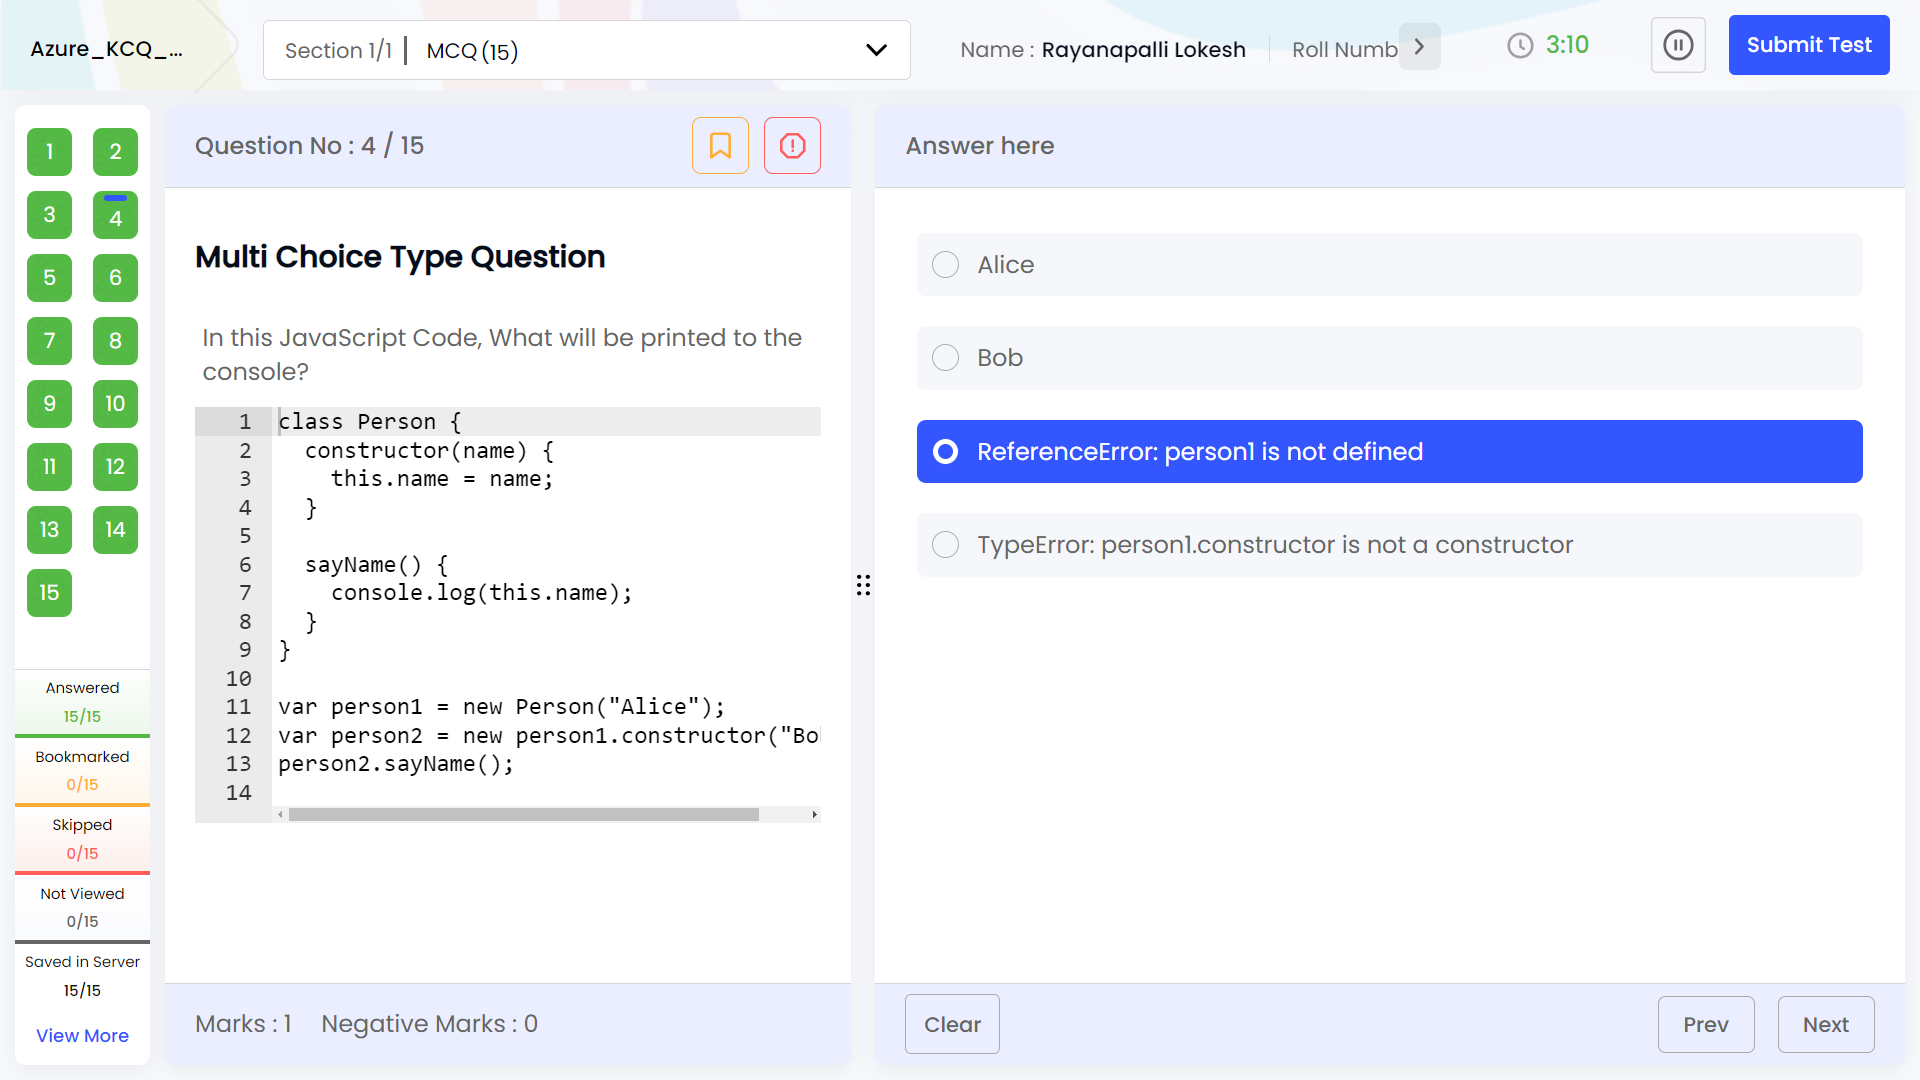 Azure_KCQ_...
Section 1/1 | MCQ (15)
Name : Rayanapalli Lokesh
Roll Numb
3:10
Submit Test
1
2
3
4
5
6
7
8
9
10
11
12
13
14
15
Answered
15/15
Bookmarked
0/15
Skipped
0/15
Not Viewed
0/15
Saved in Server
15/15
View More
Question No : 4 / 15
Multi Choice Type Question
In this JavaScript Code, What will be printed to the
console?
1 class Person {
2   constructor(name) {
3     this.name = name;
4   }
5
6   sayName() {
7     console.log(this.name);
8   }
9 }
10
11 var person1 = new Person("Alice");
12 var person2 = new person1.constructor("Bo
13 person2.sayName();
14
Marks : 1 Negative Marks : 0
Answer here
Alice
Bob
ReferenceError: person1 is not defined
TypeError: person1.constructor is not a constructor
Clear
Prev
Next